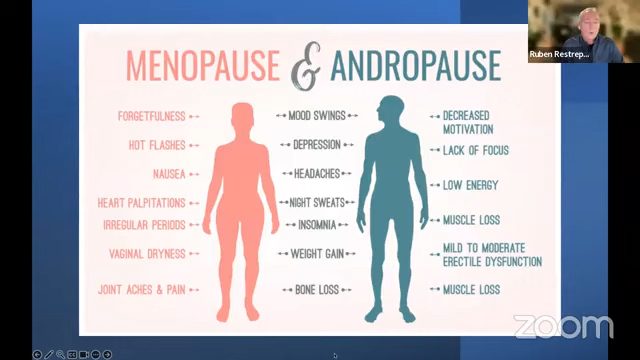 Ruben Restrep...
MENOPAUSE & ANDROPAUSE
FORGETFULNESS
HOT FLASHES
NAUSEA
HEART PALPITATIONS
IRREGULAR PERIODS
VAGINAL DRYNESS
JOINT ACHES & PAIN
MOOD SWINGS
DEPRESSION
HEADACHES
NIGHT SWEATS
INSOMNIA
WEIGHT GAIN
BONE LOSS
DECREASED
MOTIVATION
LACK OF FOCUS
LOW ENERGY
MUSCLE LOSS
MILD TO MODERATE
ERECTILE DYSFUNCTION
MUSCLE LOSS
zoom